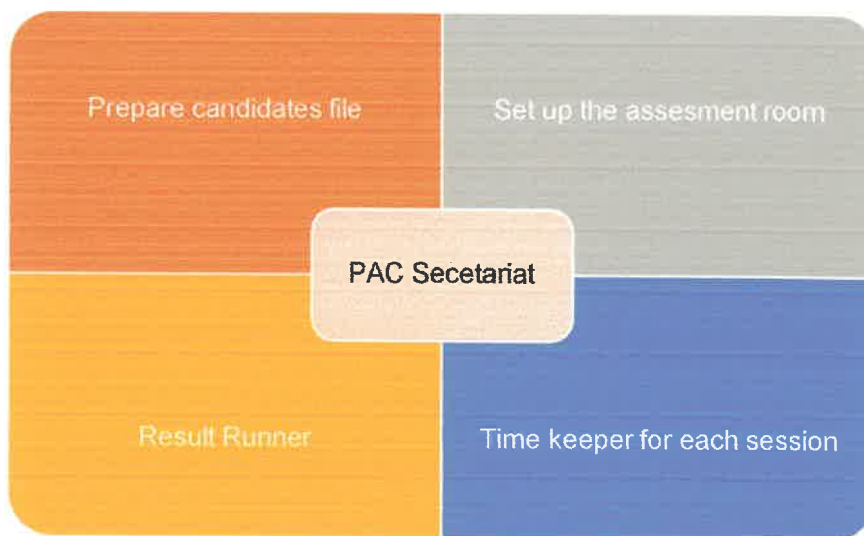 Prepare candidates file
Set up the assesment room
PAC Secetariat
Result Runner
Time keeper for each session